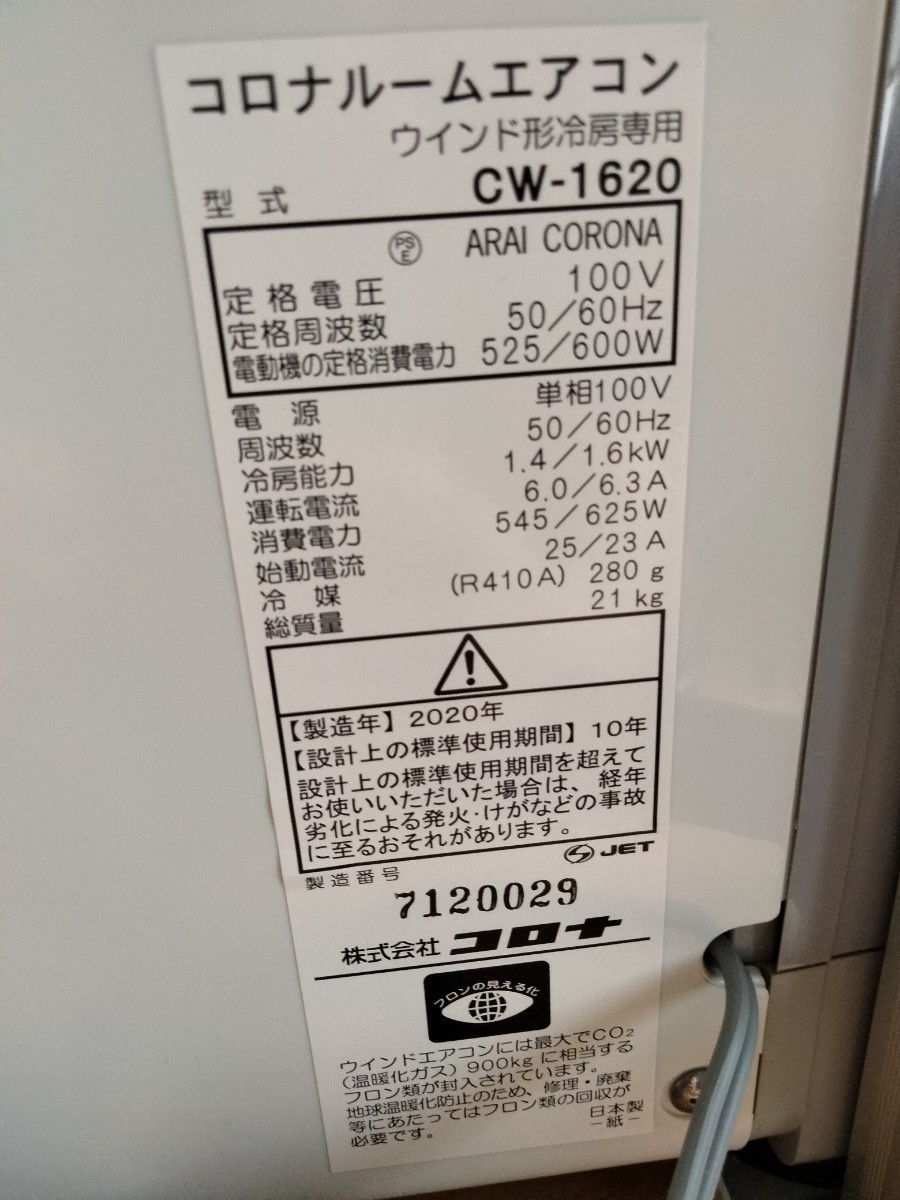 コロナルームエアコン
ウインド形冷房専用
型 式 CW-1620
PS E ARAI CORONA
定格電圧 100V
定格周波数 50/60Hz
電動機の定格消費電力 525/600W
電 源 単相100V
周波数 50/60Hz
冷房能力 1.4/1.6kW
運転電流 6.0/6.3A
消費電力 545/625W
始動電流 25/23A
冷 媒 (R410A) 280g
総質量 21kg
【製造年】2020年
【設計上の標準使用期間】10年
設計上の標準使用期間を超えて
お使いいただいた場合は、経年
劣化による発火・けがなどの事故
に至るおそれがあります。
JET
製造番号
7120029
株式会社 コロナ
フロンの見える化
ウインドエアコンには最大でCO₂
(温暖化ガス)900kgに相当する
フロン類が封入されています。
地球温暖化防止のため、修理・廃棄
等にあたってはフロン類の回収が
必要です。 日本製
-紙-